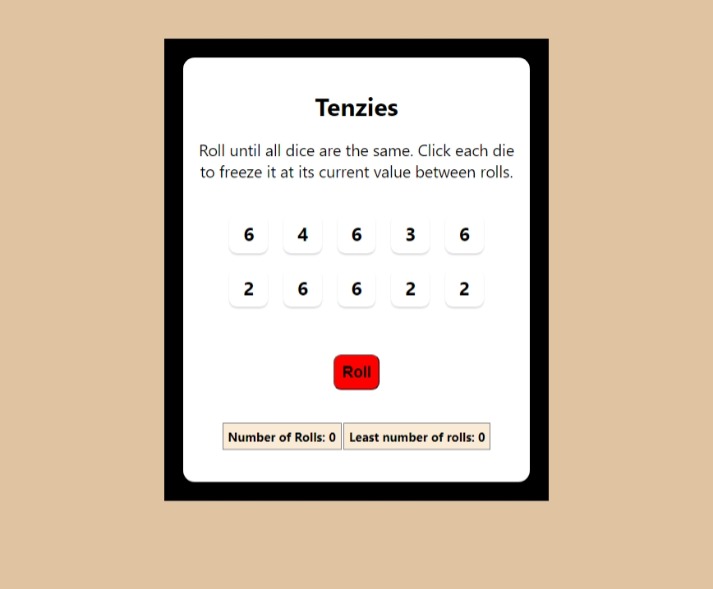 Tenzies
Roll until all dice are the same. Click each die
to freeze it at its current value between rolls.
6 4 6 3 6
2 6 6 2 2
Roll
Number of Rolls: 0 Least number of rolls: 0